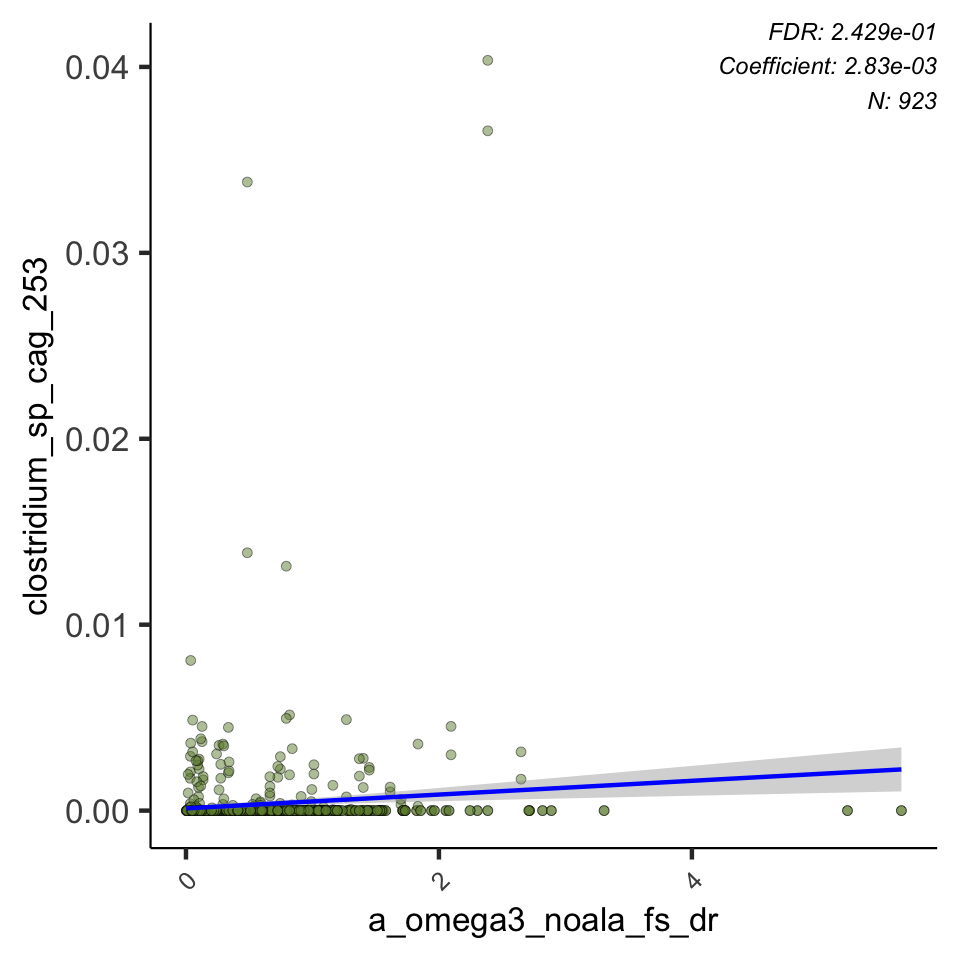 FDR: 2.429e-01
Coefficient: 2.83e-03
N: 923
0.04
0.03
0.02
0.01
0.00
clostridium_sp_cag_253
0
2
4
a_omega3_noala_fs_dr